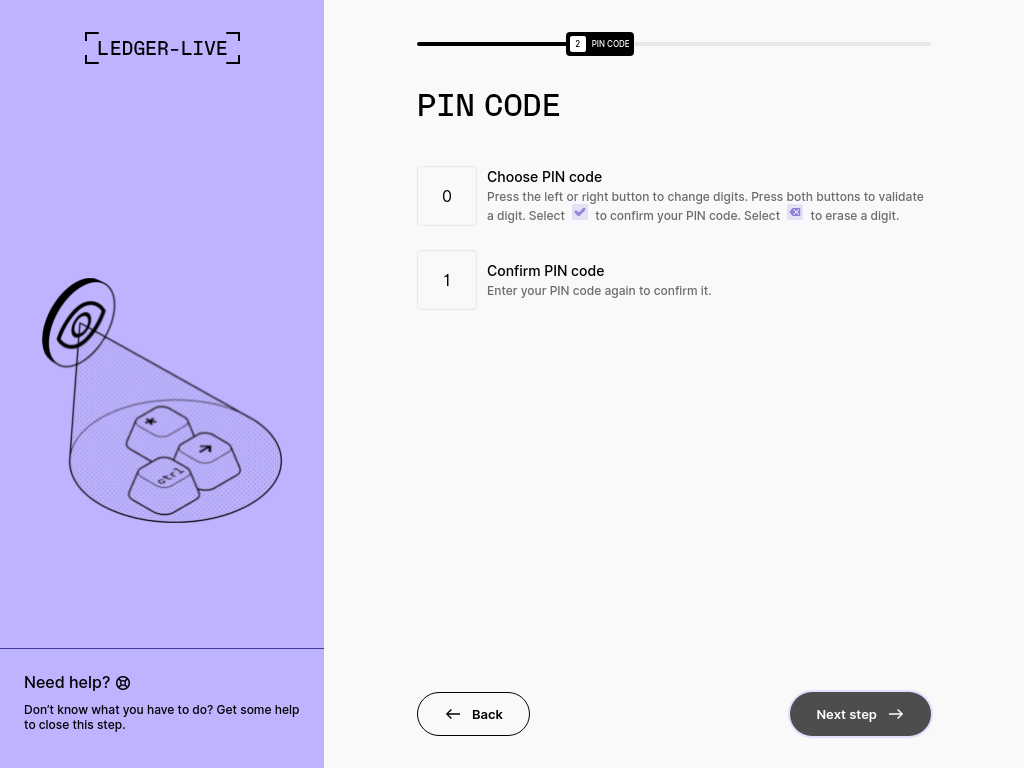 LEDGER-LIVE
2 PIN CODE
PIN CODE
0
Choose PIN code
Press the left or right button to change digits. Press both buttons to validate
a digit. Select to confirm your PIN code. Select to erase a digit.
1
Confirm PIN code
Enter your PIN code again to confirm it.
*
ctrl
Need help?
Don’t know what you have to do? Get some help
to close this step.
Back
Next step